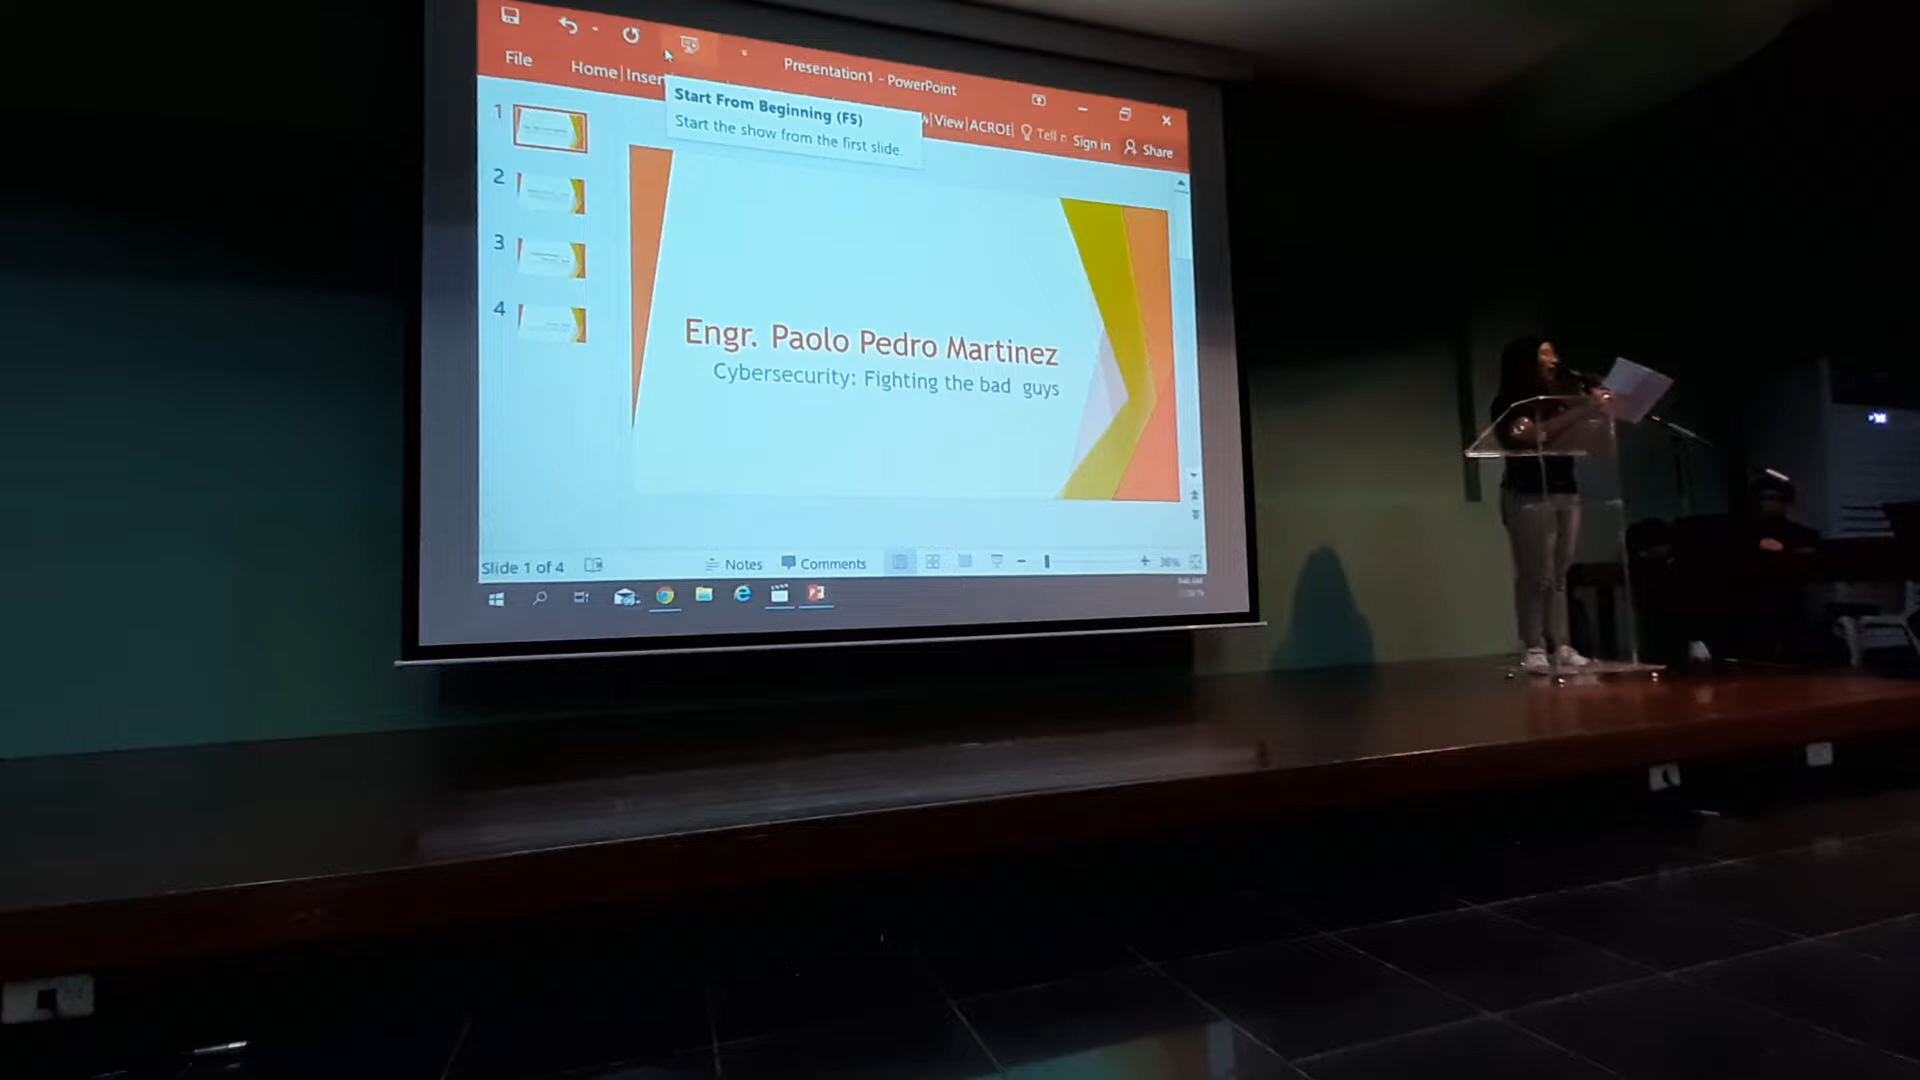 Presentation1 - PowerPoint
File
Home
View
ACROE
Tell
Sign in
Share
Start From Beginning (F5)
Start the show from the first slide.
1
2
3
4
Engr. Paolo Pedro Martinez
Cybersecurity: Fighting the bad guys
Slide 1 of 4
Notes
Comments